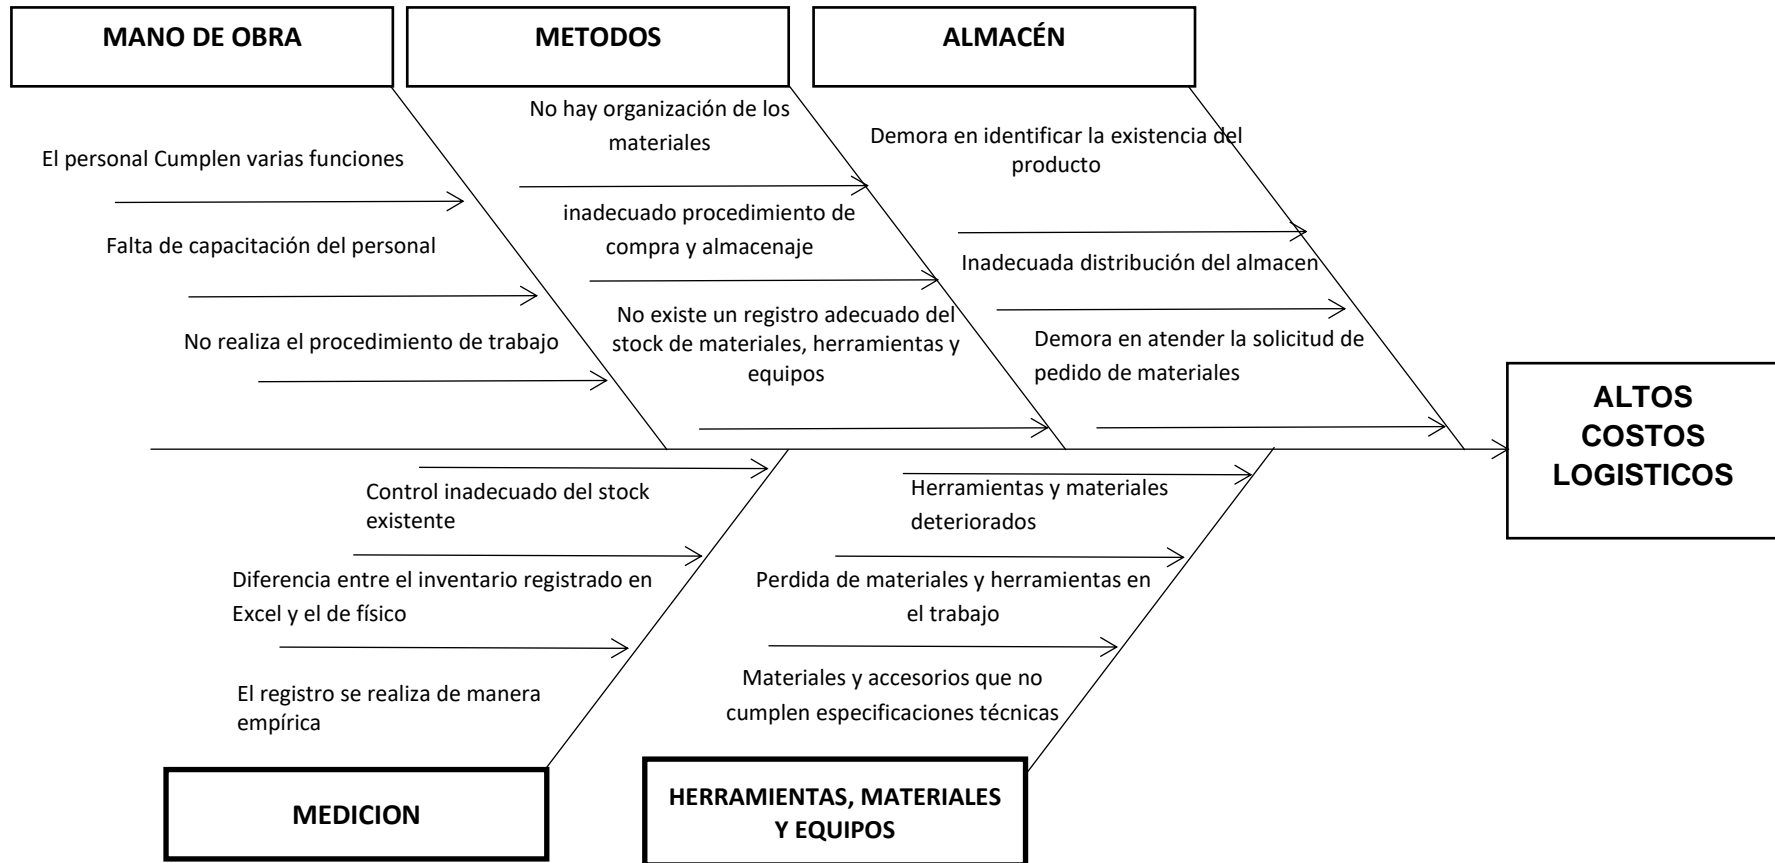 MANO DE OBRA
METODOS
ALMACÉN
El personal Cumplen varias funciones
Falta de capacitación del personal
No realiza el procedimiento de trabajo
No hay organización de los
materiales
inadecuado procedimiento de
compra y almacenaje
No existe un registro adecuado del
stock de materiales, herramientas y
equipos
Demora en identificar la existencia del
producto
Inadecuada distribución del almacen
Demora en atender la solicitud de
pedido de materiales
ALTOS
COSTOS
LOGISTICOS
Control inadecuado del stock
existente
Diferencia entre el inventario registrado en
Excel y el de físico
El registro se realiza de manera
empírica
Herramientas y materiales
deteriorados
Perdida de materiales y herramientas en
el trabajo
Materiales y accesorios que no
cumplen especificaciones técnicas
MEDICION
HERRAMIENTAS, MATERIALES
Y EQUIPOS